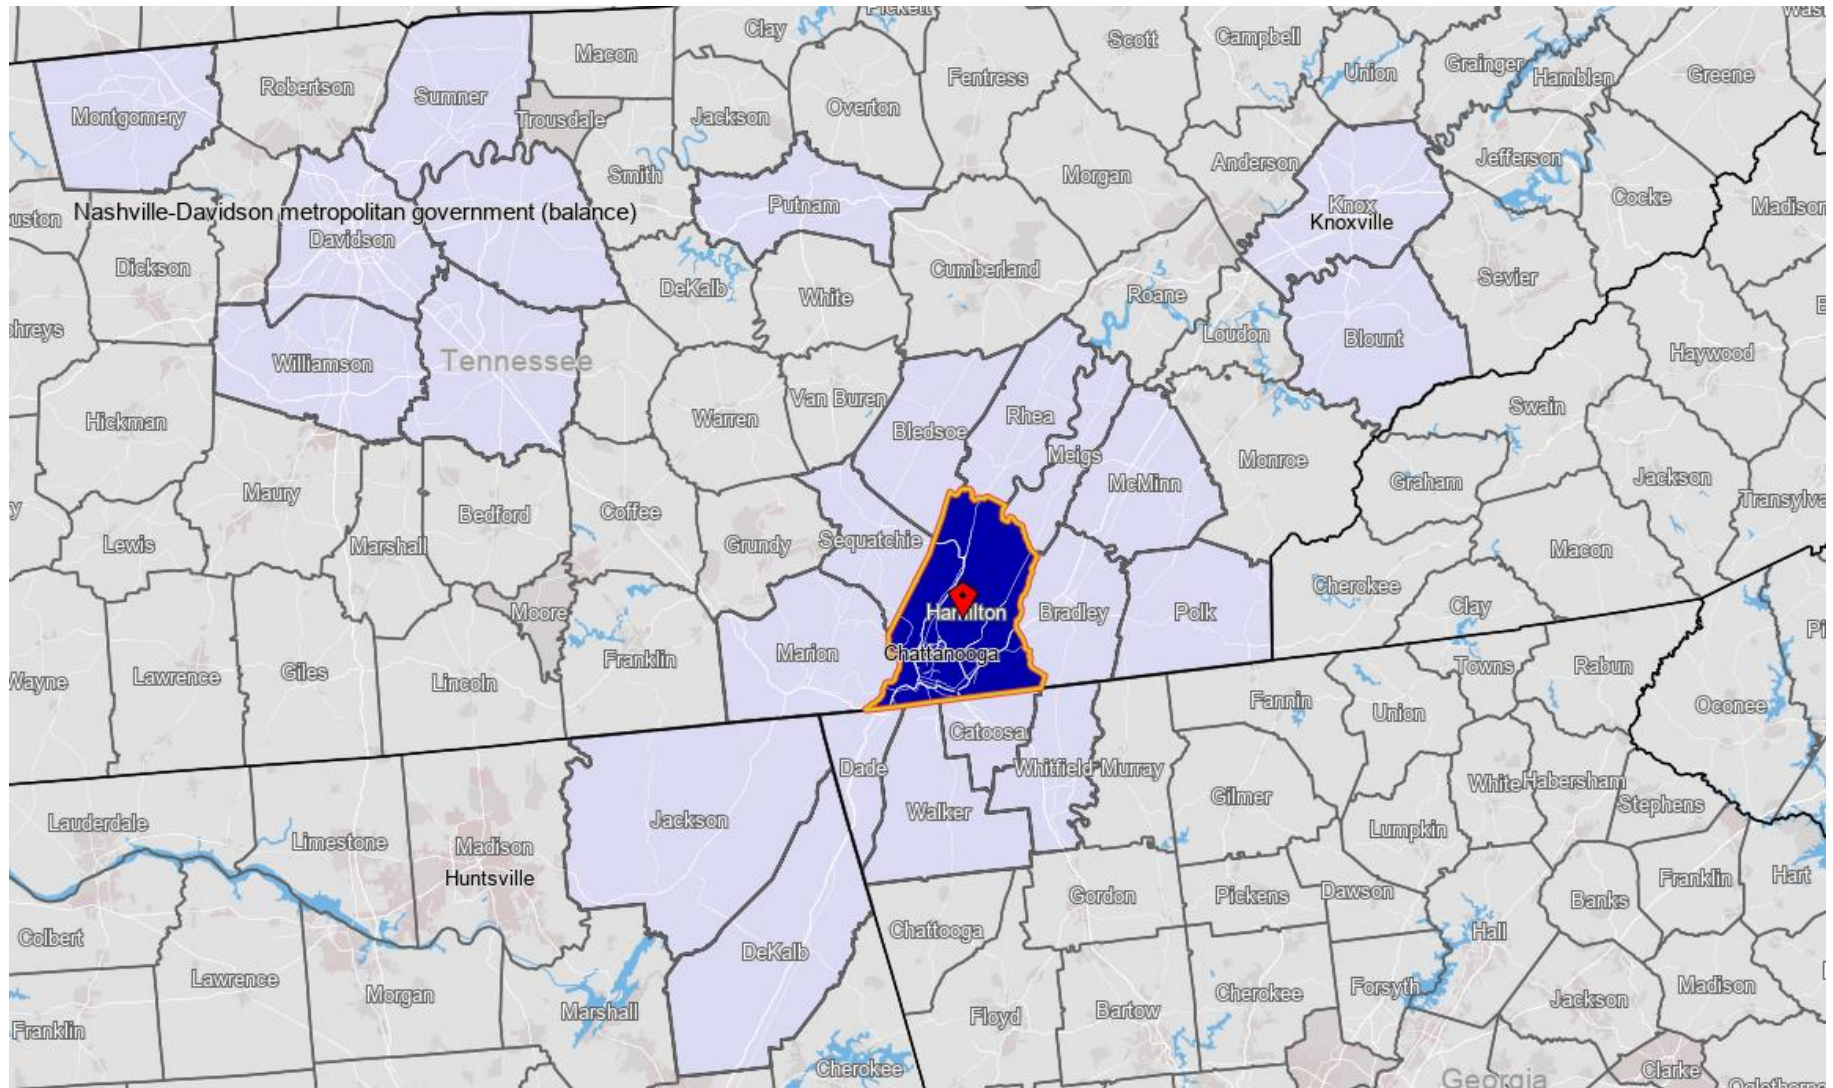 Clay
Pickett
Scott
Campbell
Macon
Union
Grainger
Hamblen
Greene
Robertson
Sumner
Fentress
Montgomery
Trousdale
Jackson
Overton
Smith
Anderson
Jefferson
Morgan
Putnam
Knox
Cocke
Madison
Nashville-Davidson metropolitan government (balance)
uston
Knoxville
Davidson
Dickson
DeKalb
White
Cumberland
Sevier
Roane
phreys
Loudon
Williamson
Tennessee
Blount
Haywood
Van Buren
Hickman
Warren
Bledsoe
Rhea
Swain
Meigs
Monroe
McMinn
Graham
Jackson
Transylva
Maury
Bedford
Coffee
y
Lewis
Marshall
Grundy
Sequatchie
Macon
Cherokee
Clay
Moore
Hamilton
Bradley
Polk
Pi
Wayne
Lawrence
Giles
Lincoln
Franklin
Marion
Chattanooga
Towns
Rabun
Fannin
Union
Oconee
Catoosa
Dade
Whitfield
Murray
White
Habersham
Gilmer
Stephens
Lauderdale
Limestone
Madison
Jackson
Walker
Lumpkin
Huntsville
Gordon
Pickens
Dawson
Banks
Franklin
Hart
Colbert
Chattooga
Hall
DeKalb
Lawrence
Morgan
Marshall
Cherokee
Forsyth
Jackson
Madison
Franklin
Floyd
Bartow
Cherokee
Clarke
Georgia